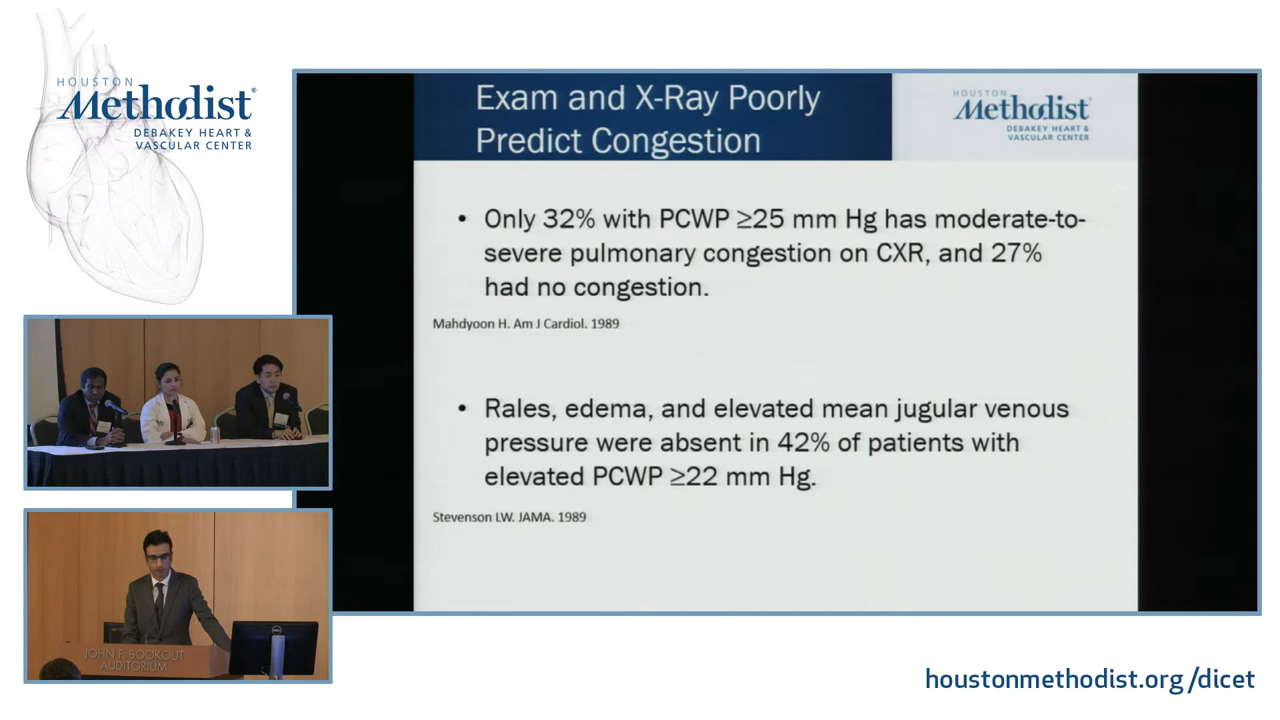 HOUSTON
Methodist®
DEBAKEY HEART &
VASCULAR CENTER
Exam and X-Ray Poorly
Predict Congestion
HOUSTON
Methodist®
DEBAKEY HEART &
VASCULAR CENTER
• Only 32% with PCWP ≥25 mm Hg has moderate-to-
severe pulmonary congestion on CXR, and 27%
had no congestion.
Mahdyoon H. Am J Cardiol. 1989
• Rales, edema, and elevated mean jugular venous
pressure were absent in 42% of patients with
elevated PCWP ≥22 mm Hg.
Stevenson LW. JAMA. 1989
JOHN F. BOOKOUT
AUDITORIUM
houstonmethodist.org/dicet